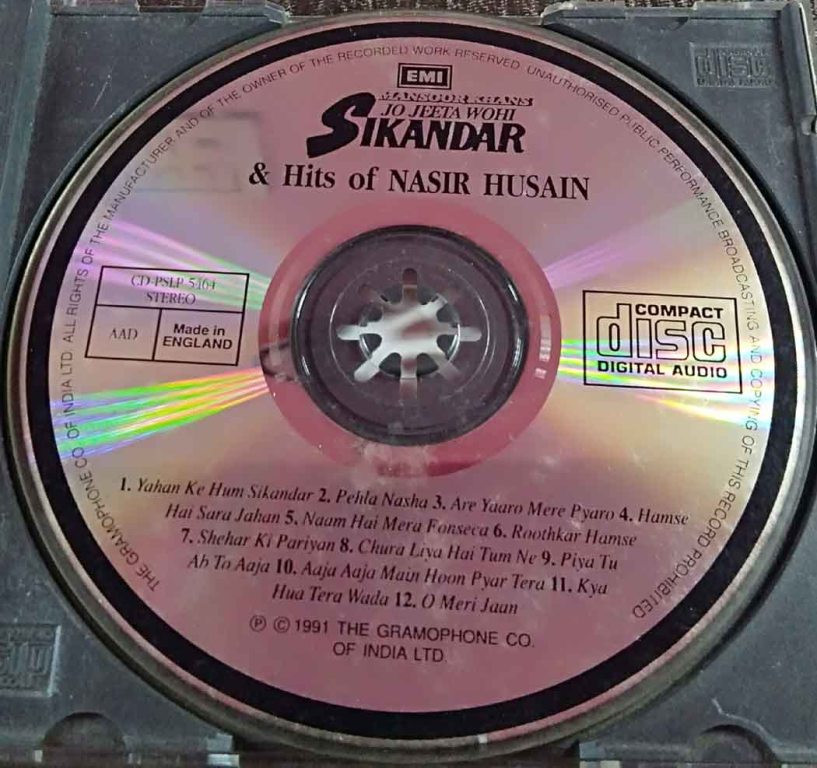 THE GRAMOPHONE CO. OF INDIA LTD. ALL RIGHTS OF THE MANUFACTURER AND OF THE OWNER OF THE RECORDED WORK RESERVED. UNAUTHORISED PUBLIC PERFORMANCE BROADCASTING AND COPYING OF THIS RECORD PROHIBITED
EMI
MANSOOR KHANS
JO JEETA WOHI
SIKANDAR
& Hits of NASIR HUSAIN
CD-PSLP 5404
STEREO
AAD
Made in
ENGLAND
COMPACT
disc
DIGITAL AUDIO
1. Yahan Ke Hum Sikandar 2. Pehla Nasha 3. Are Yaaro Mere Pyaro 4. Hamse
Hai Sara Jahan 5. Naam Hai Mera Fonseca 6. Roothkar Hamse
7. Shehar Ki Pariyan 8. Chura Liya Hai Tum Ne 9. Piya Tu
Ab To Aaja 10. Aaja Aaja Main Hoon Pyar Tera 11. Kya
Hua Tera Wada 12. O Meri Jaan
℗ © 1991 THE GRAMOPHONE CO.
OF INDIA LTD
disc